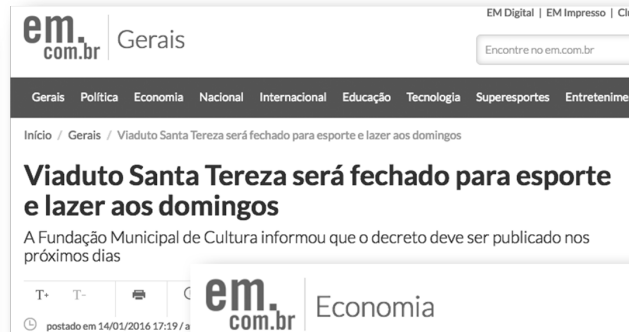 EM Digital | EM Impresso |
em.
com.br
Gerais
Encontre no em.com.br
Gerais Política Economia Nacional Internacional Educação Tecnologia Superesportes Entretenime
Início / Gerais / Viaduto Santa Tereza será fechado para esporte e lazer aos domingos
Viaduto Santa Tereza será fechado para esporte
e lazer aos domingos
A Fundação Municipal de Cultura informou que o decreto deve ser publicado nos
próximos dias
T+ T-
postado em 14/01/2016 17:19 / a
em.
com.br
Economia